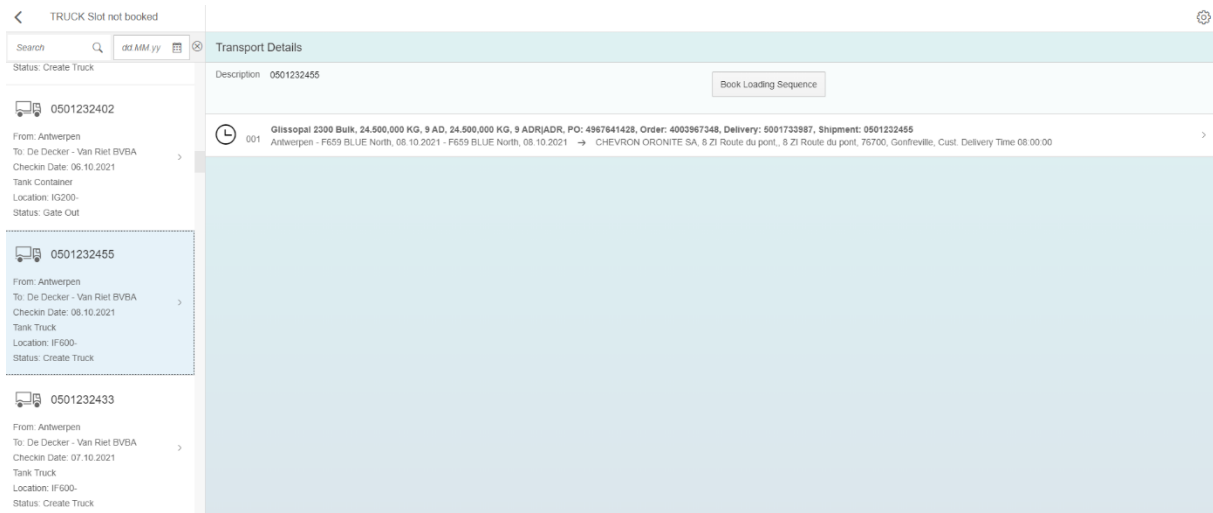 TRUCK Slot not booked
Search
dd.MM.yy
Status: Create Truck
0501232402
From: Antwerpen
To: De Decker - Van Riet BVBA
Checkin Date: 06.10.2021
Tank Container
Location: IG200-
Status: Gate Out
0501232455
From: Antwerpen
To: De Decker - Van Riet BVBA
Checkin Date: 08.10.2021
Tank Truck
Location: IF600-
Status: Create Truck
0501232433
From: Antwerpen
To: De Decker - Van Riet BVBA
Checkin Date: 07.10.2021
Tank Truck
Location: IF600-
Status: Create Truck
Transport Details
Description 0501232455
Book Loading Sequence
001
Glissopal 2300 Bulk, 24.500,000 KG, 9 AD, 24.500,000 KG, 9 ADR|ADR, PO: 4967641428, Order: 4003967348, Delivery: 5001733987, Shipment: 0501232455
Antwerpen - F659 BLUE North, 08.10.2021 - F659 BLUE North, 08.10.2021 → CHEVRON ORONITE SA, 8 ZI Route du pont,, 8 ZI Route du pont, 76700, Gonfreville, Cust. Delivery Time 08:00:00